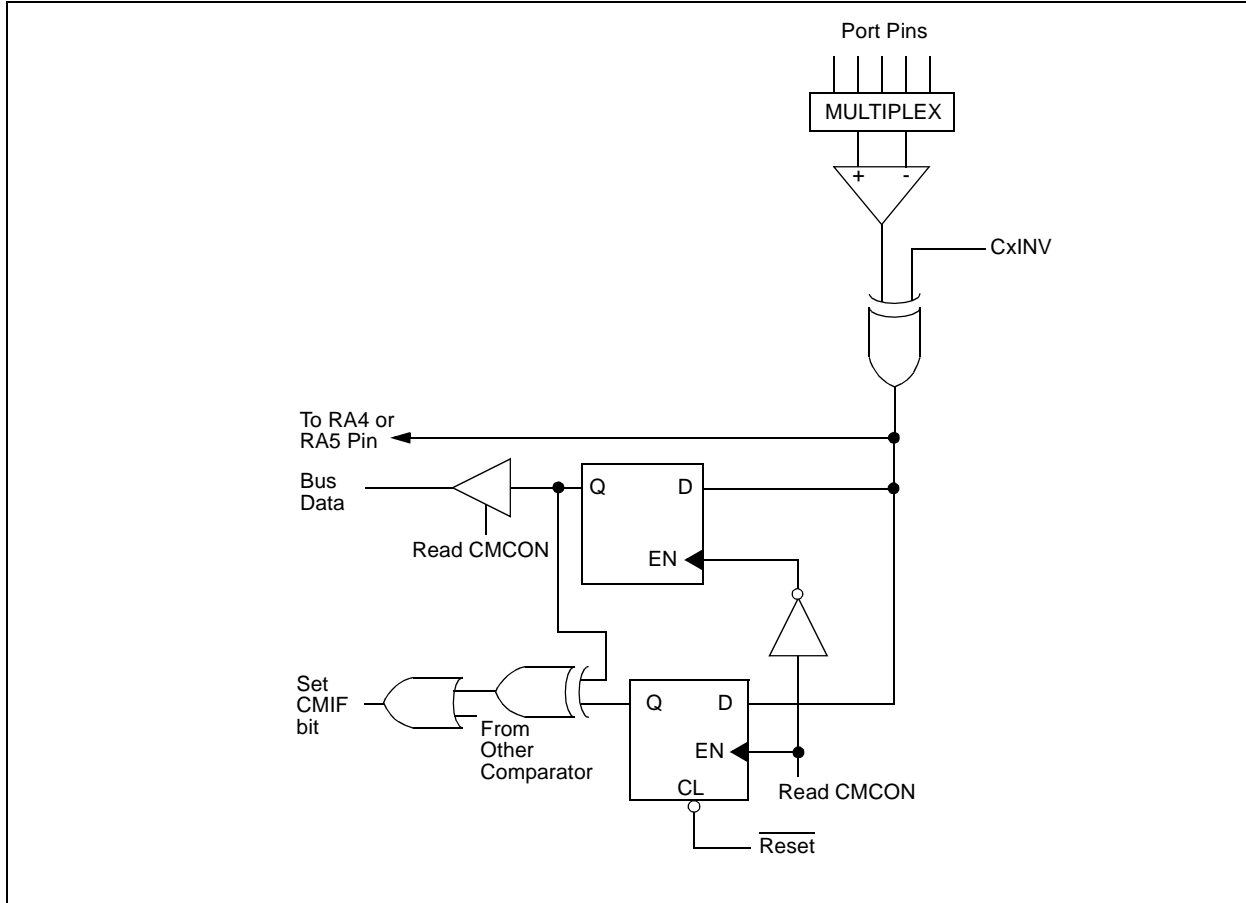 Port Pins
MULTIPLEX
+ -
CxINV
To RA4 or
RA5 Pin
Bus
Data
Q D
EN
Read CMCON
Set
CMIF
bit
From
Other
Comparator
Q D
EN
CL
Read CMCON
Reset